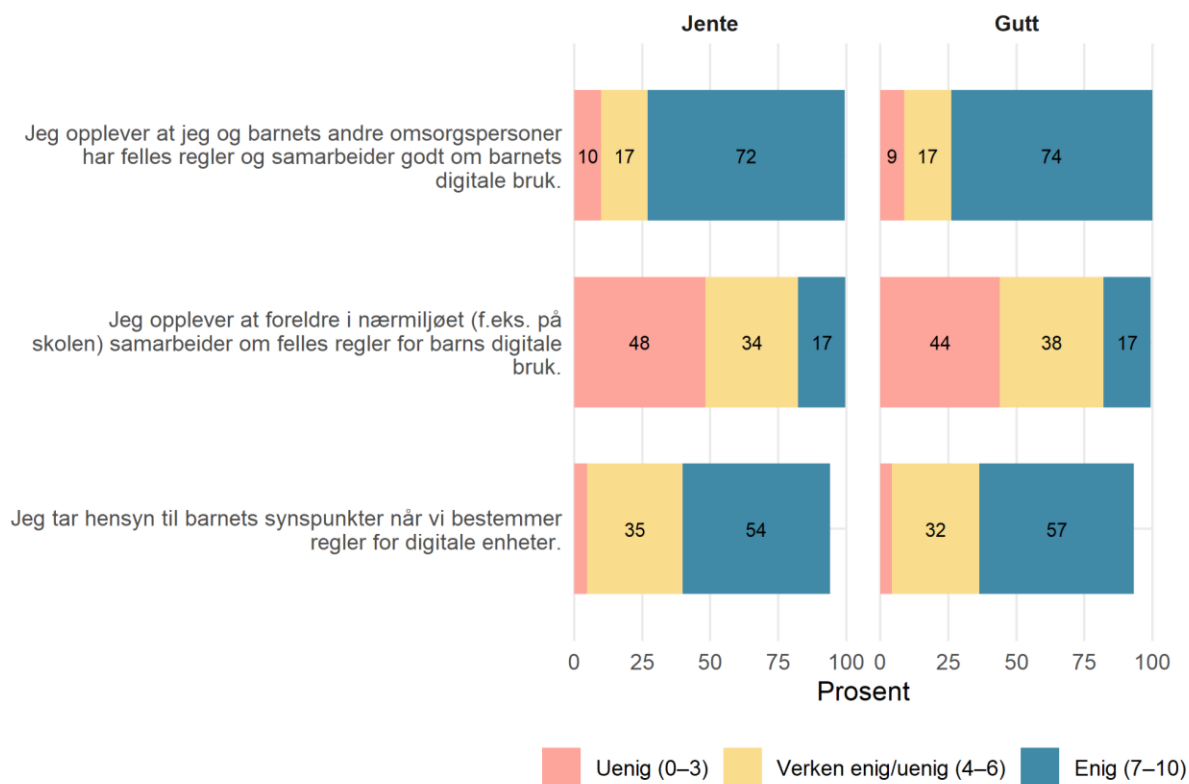 Jente Gutt
Jeg opplever at jeg og barnets andre omsorgspersoner
har felles regler og samarbeider godt om barnets
digitale bruk.
10 17 72 9 17 74
Jeg opplever at foreldre i nærmiljøet (f.eks. på
skolen) samarbeider om felles regler for barns digitale
bruk.
48 34 17 44 38 17
Jeg tar hensyn til barnets synspunkter når vi bestemmer
regler for digitale enheter.
35 54 32 57
0 25 50 75 100 0 25 50 75 100
Prosent
Uenig (0–3) Verken enig/uenig (4–6) Enig (7–10)